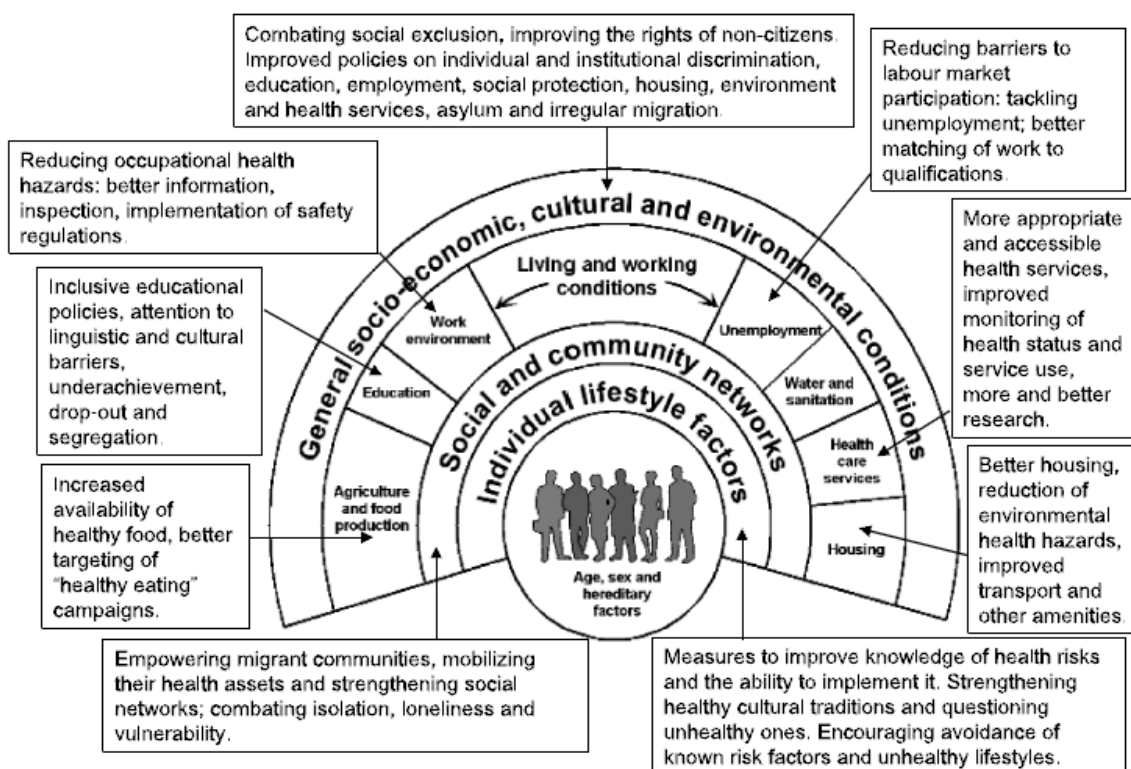 Combating social exclusion, improving the rights of non-citizens.
Improved policies on individual and institutional discrimination,
education, employment, social protection, housing, environment
and health services, asylum and irregular migration.
Reducing barriers to
labour market
participation: tackling
unemployment; better
matching of work to
qualifications.
Reducing occupational health
hazards: better information,
inspection, implementation of safety
regulations.
More appropriate
and accessible
health services,
improved
monitoring of
health status and
service use,
more and better
research.
Inclusive educational
policies, attention to
linguistic and cultural
barriers,
underachievement,
drop-out and
segregation.
Increased
availability of
healthy food, better
targeting of
“healthy eating”
campaigns.
Better housing,
reduction of
environmental
health hazards,
improved
transport and
other amenities.
General socio-economic, cultural and environmental conditions
Living and working
conditions
Work
environment
Education
Agriculture
and food
production
Unemployment
Water and
sanitation
Health
care
services
Housing
Social and community networks
Individual lifestyle factors
Age, sex and
hereditary
factors
Empowering migrant communities, mobilizing
their health assets and strengthening social
networks; combating isolation, loneliness and
vulnerability.
Measures to improve knowledge of health risks
and the ability to implement it. Strengthening
healthy cultural traditions and questioning
unhealthy ones. Encouraging avoidance of
known risk factors and unhealthy lifestyles.